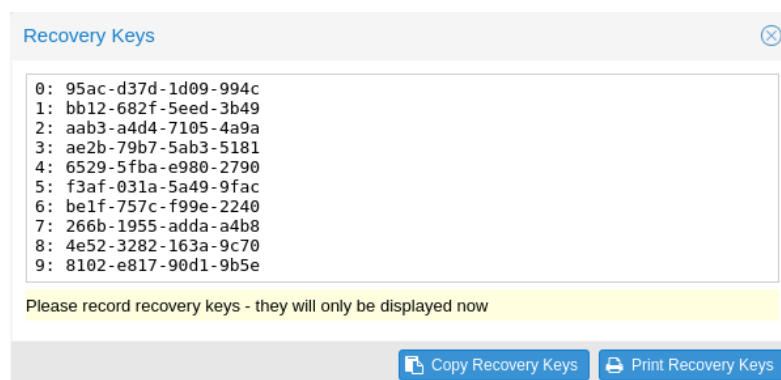 Recovery Keys
0: 95ac-d37d-1d09-994c
1: bb12-682f-5eed-3b49
2: aab3-a4d4-7105-4a9a
3: ae2b-79b7-5ab3-5181
4: 6529-5fba-e980-2790
5: f3af-031a-5a49-9fac
6: be1f-757c-f99e-2240
7: 266b-1955-adda-a4b8
8: 4e52-3282-163a-9c70
9: 8102-e817-90d1-9b5e
Please record recovery keys - they will only be displayed now
Copy Recovery Keys
Print Recovery Keys